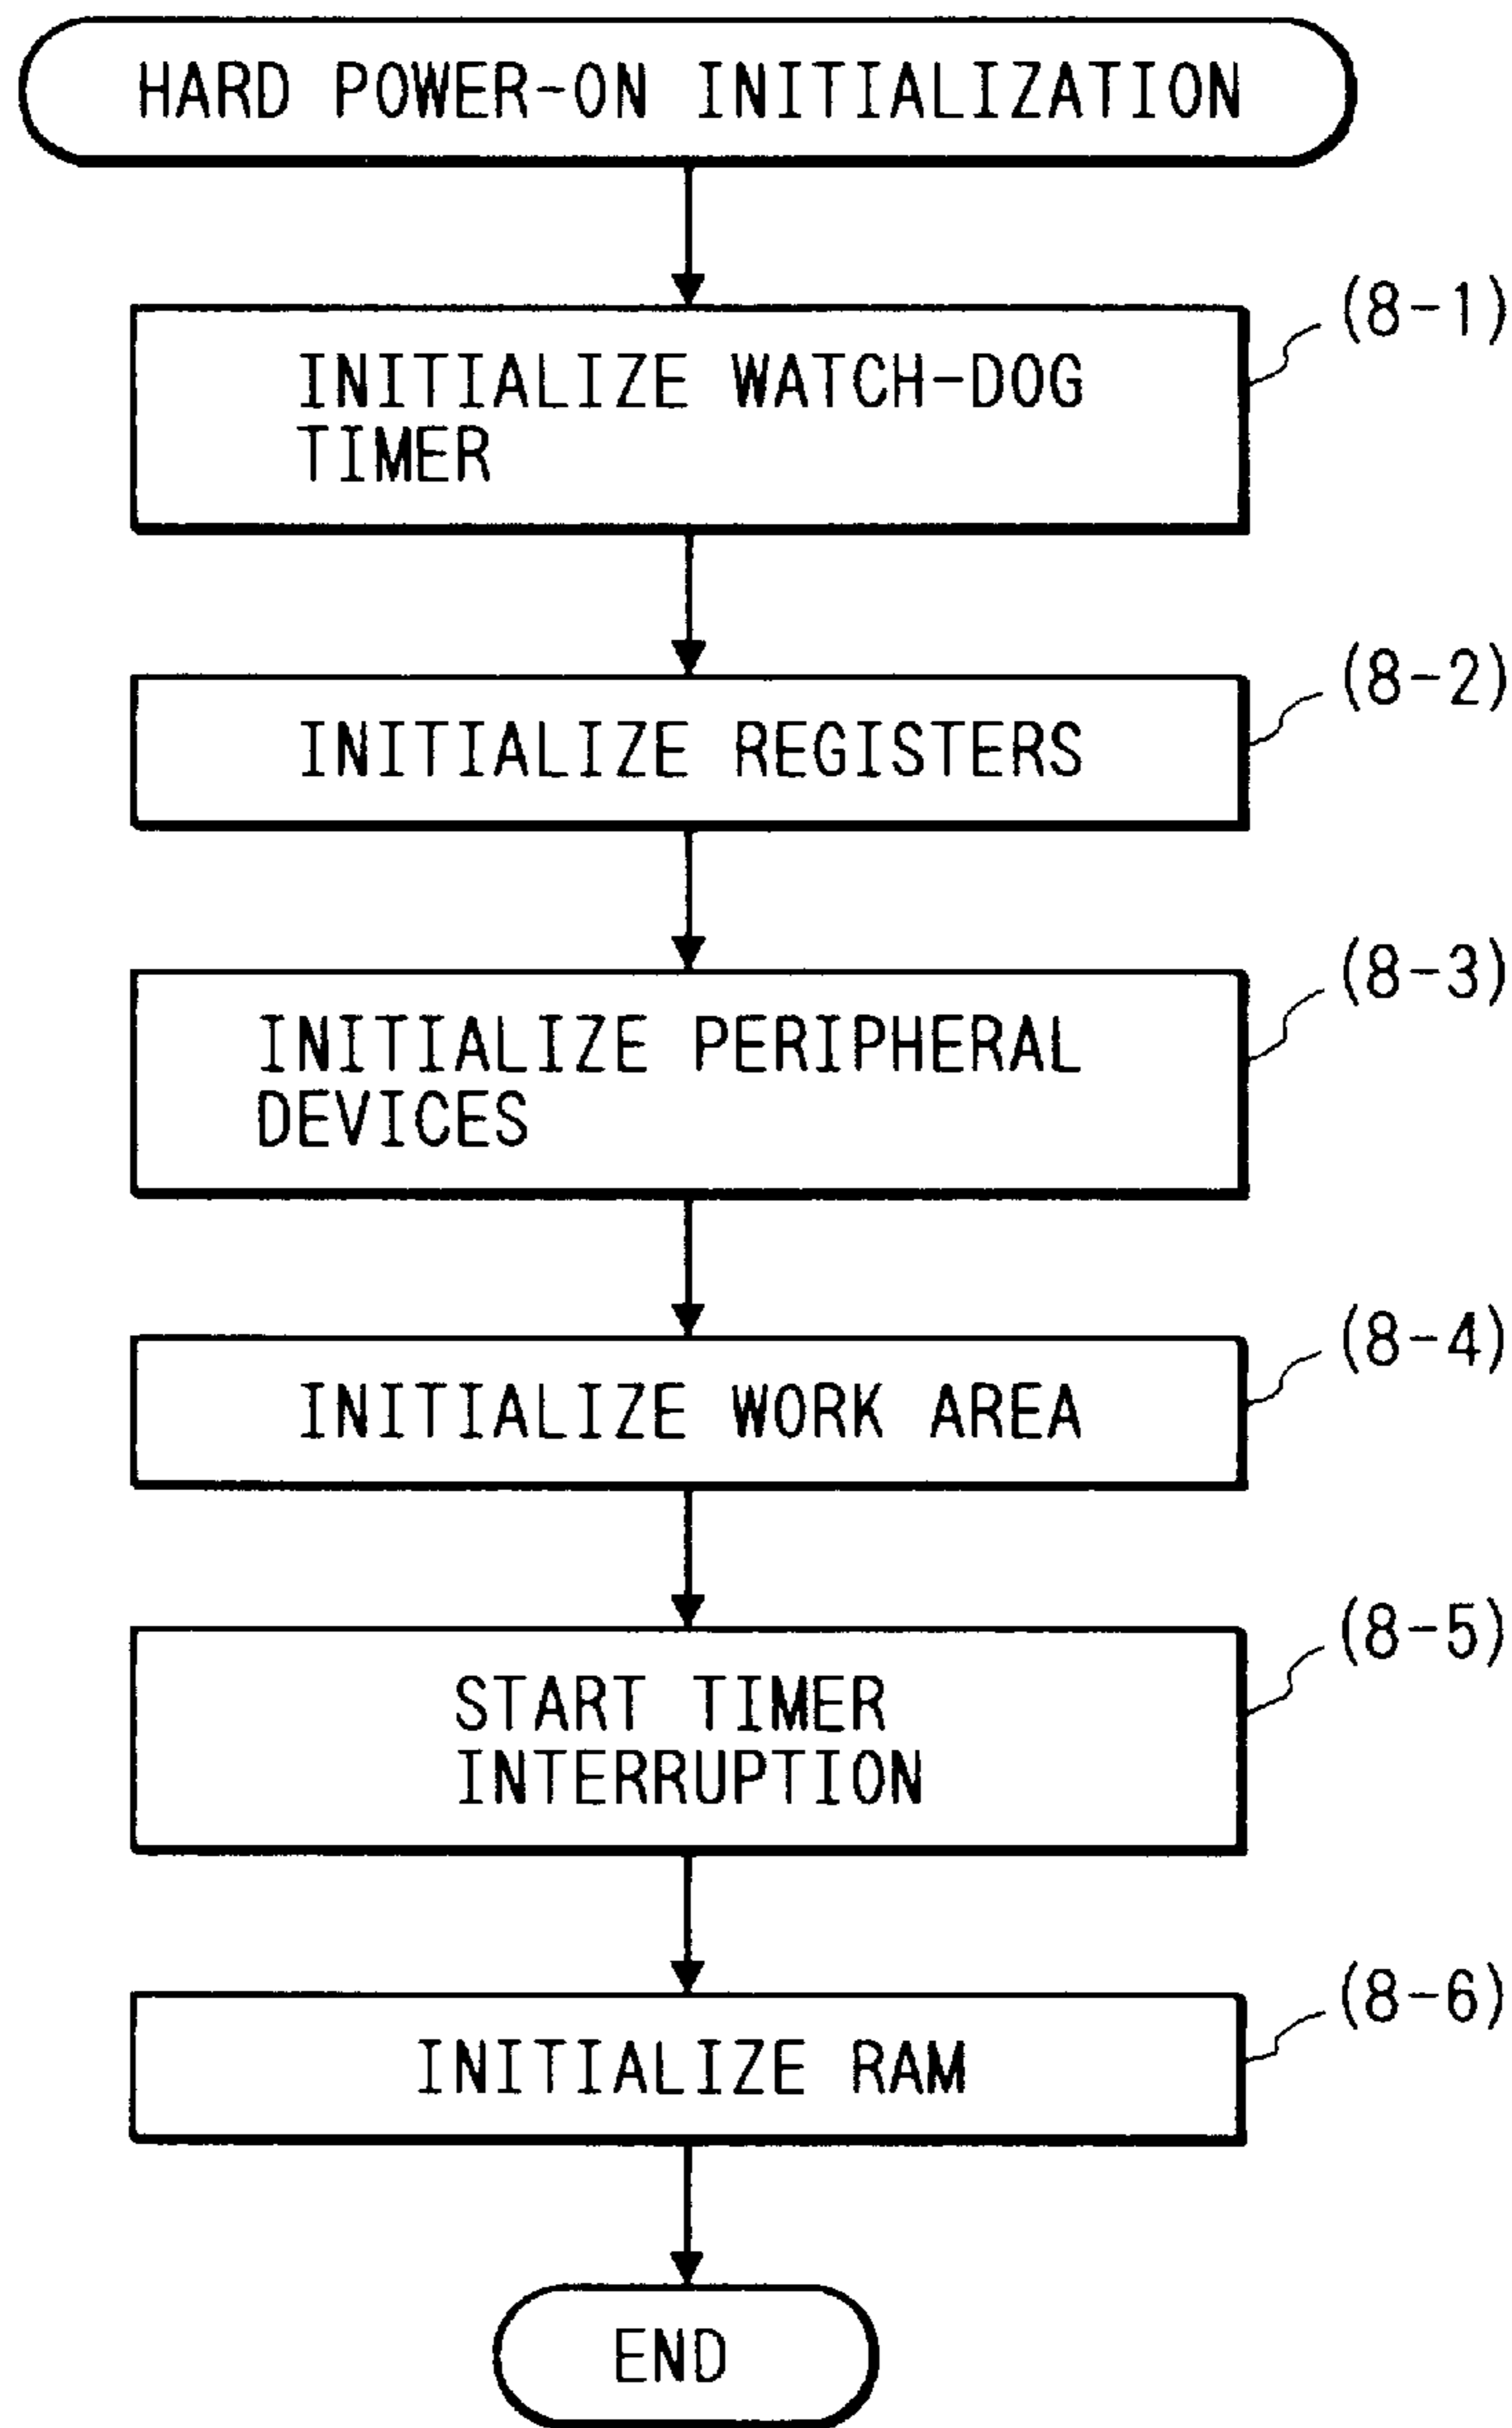 HARD POWER-ON INITIALIZATION
(8-1)
INITIALIZE WATCH-DOG
TIMER
(8-2)
INITIALIZE REGISTERS
(8-3)
INITIALIZE PERIPHERAL
DEVICES
(8-4)
INITIALIZE WORK AREA
(8-5)
START TIMER
INTERRUPTION
(8-6)
INITIALIZE RAM
END